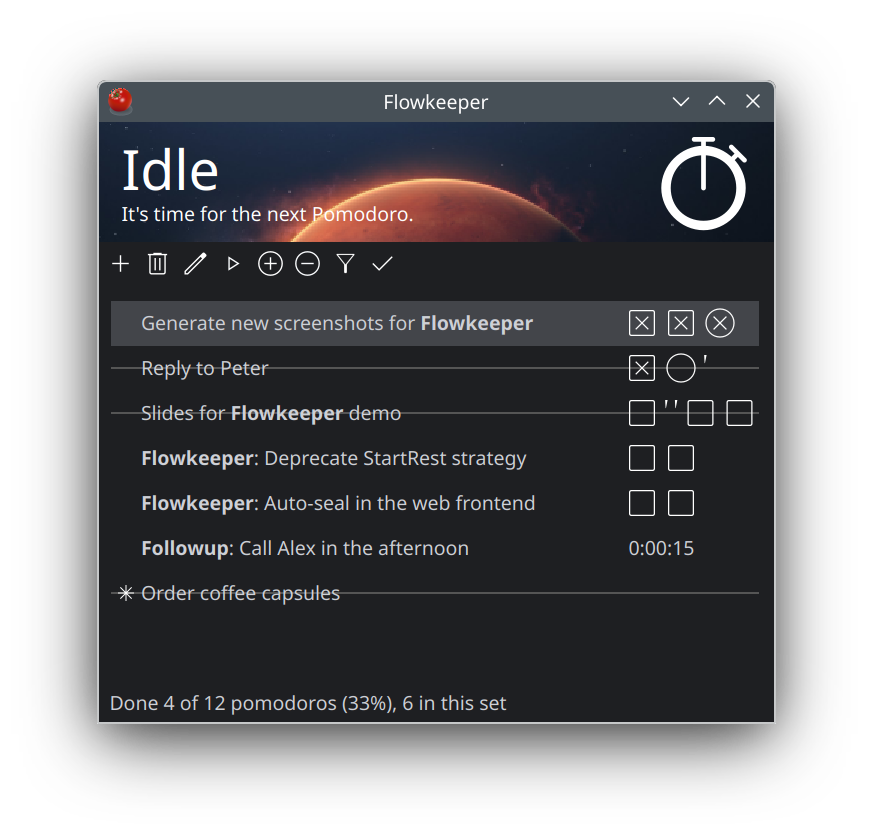 Flowkeeper
Idle
It's time for the next Pomodoro.
Generate new screenshots for Flowkeeper
Reply to Peter
Slides for Flowkeeper demo
Flowkeeper: Deprecate StartRest strategy
Flowkeeper: Auto-seal in the web frontend
Followup: Call Alex in the afternoon 0:00:15
Order coffee capsules
Done 4 of 12 pomodoros (33%), 6 in this set